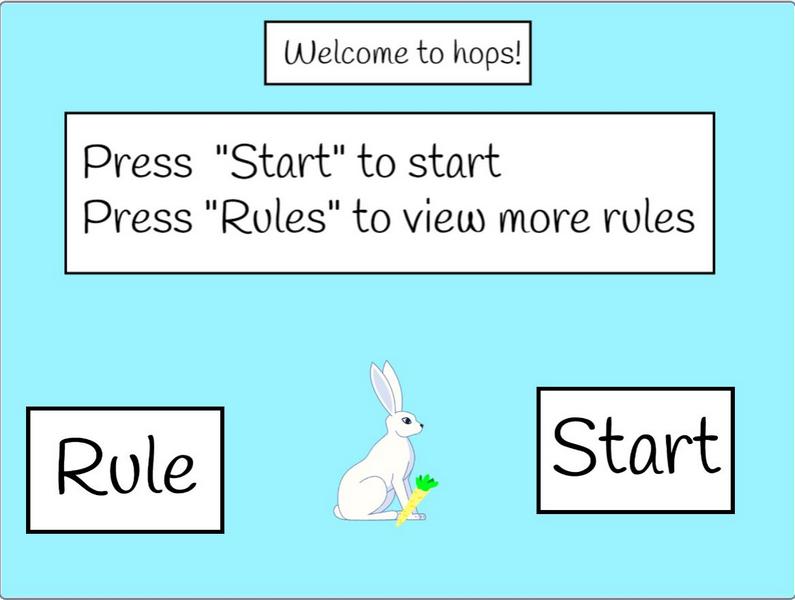 Welcome to hops!
Press "Start" to start
Press "Rules" to view more rules
Rule
Start